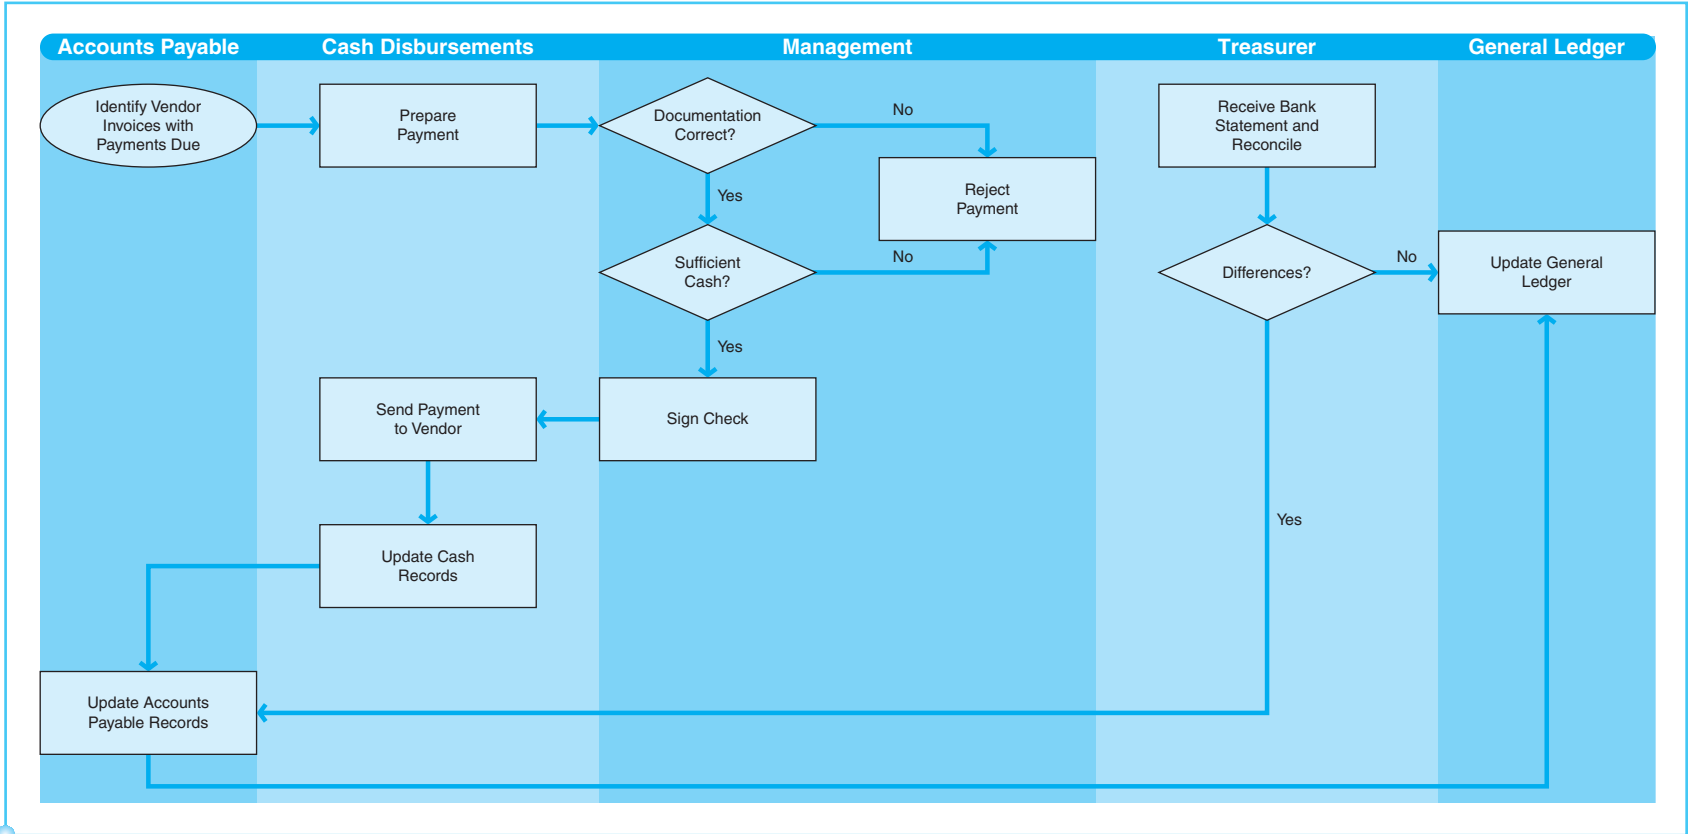 Accounts Payable
Cash Disbursements
Management
Treasurer
General Ledger
Identify Vendor
Invoices with
Payments Due
Prepare
Payment
Documentation
Correct?
No
Reject
Payment
Yes
Sufficient
Cash?
No
Yes
Sign Check
Send Payment
to Vendor
Update Cash
Records
Update Accounts
Payable Records
Receive Bank
Statement and
Reconcile
Differences?
No
Yes
Update General
Ledger